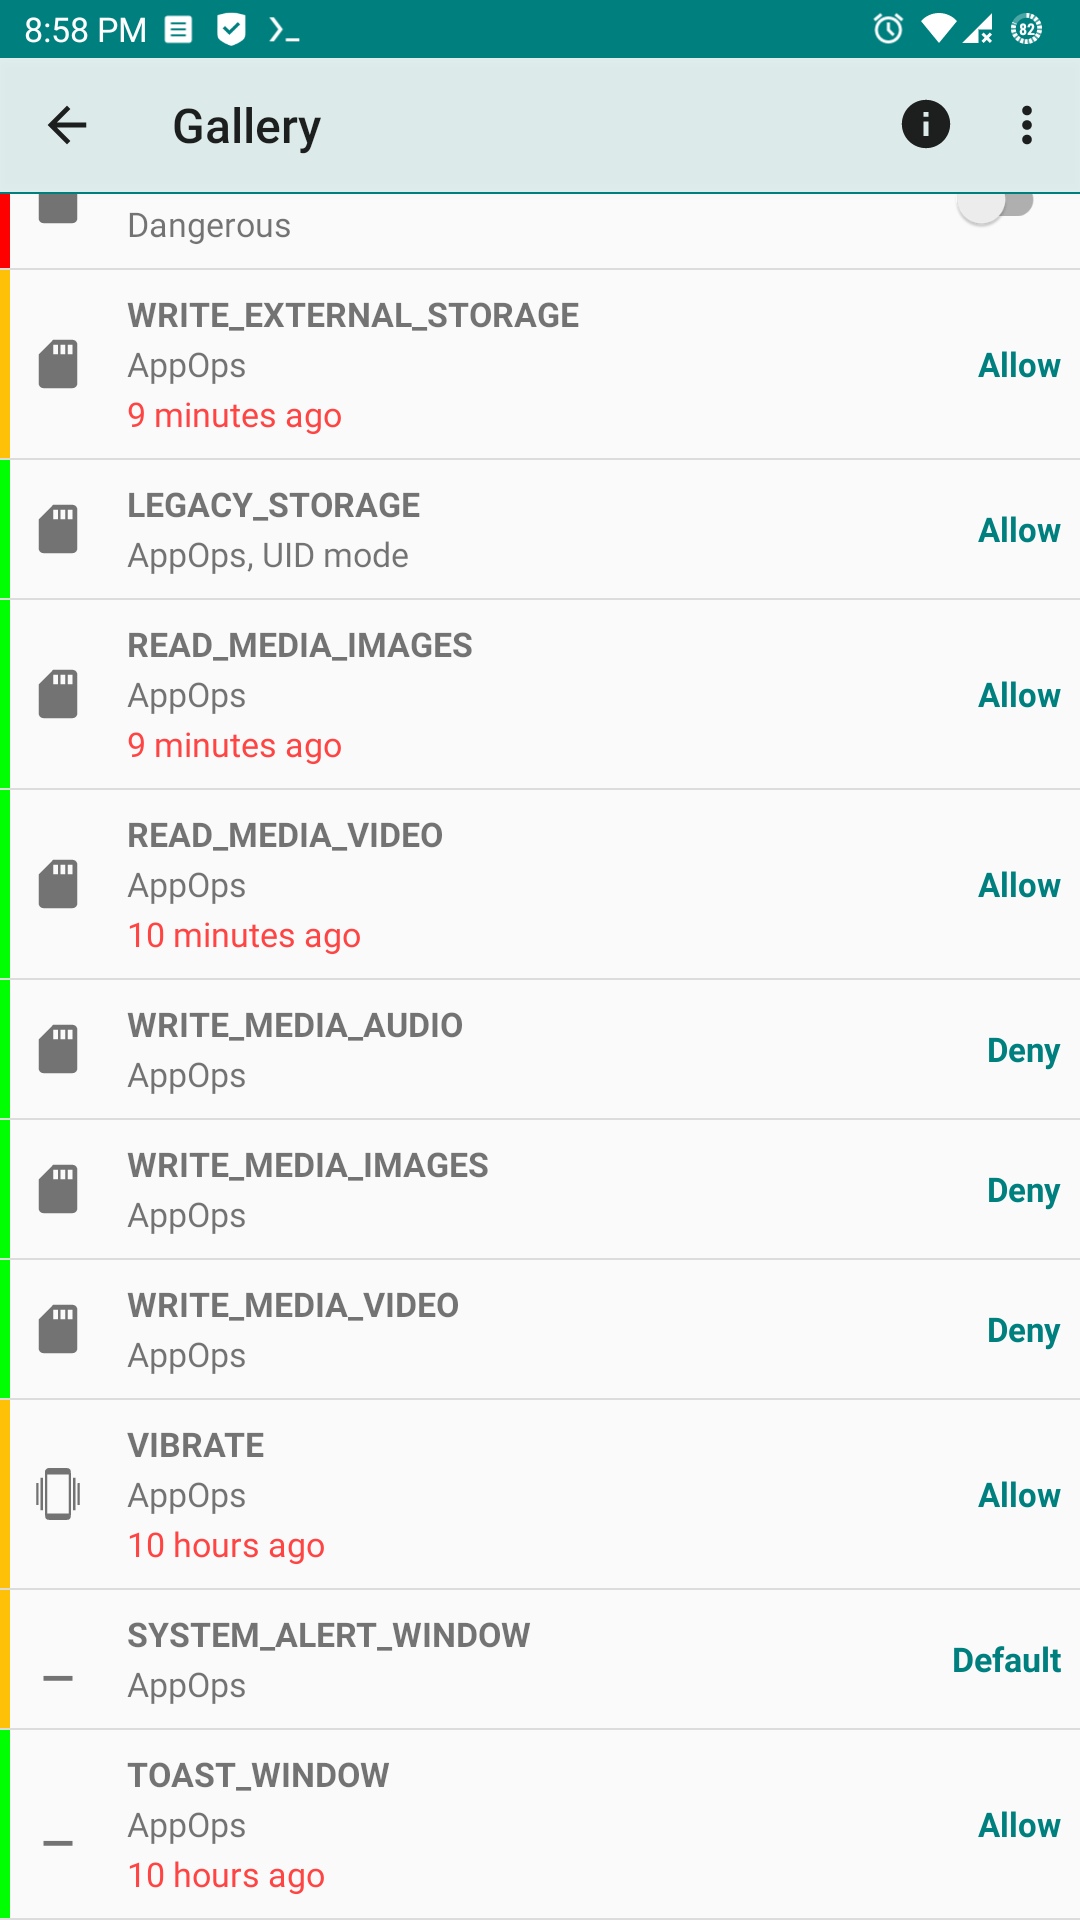 8:58 PM
82
Gallery
Dangerous
WRITE_EXTERNAL_STORAGE
AppOps
Allow
9 minutes ago
LEGACY_STORAGE
AppOps, UID mode
Allow
READ_MEDIA_IMAGES
AppOps
Allow
9 minutes ago
READ_MEDIA_VIDEO
AppOps
Allow
10 minutes ago
WRITE_MEDIA_AUDIO
AppOps
Deny
WRITE_MEDIA_IMAGES
AppOps
Deny
WRITE_MEDIA_VIDEO
AppOps
Deny
VIBRATE
AppOps
Allow
10 hours ago
SYSTEM_ALERT_WINDOW
AppOps
Default
TOAST_WINDOW
AppOps
Allow
10 hours ago